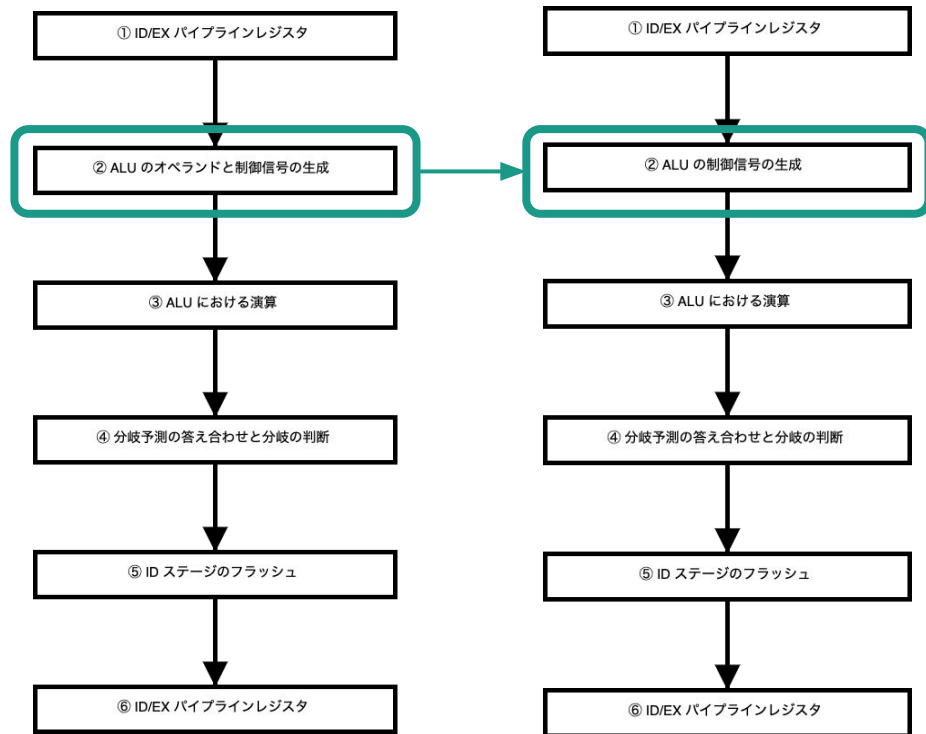 ① ID/EX パイプラインレジスタ
② ALU のオペランドと制御信号の生成
③ ALU における演算
④ 分岐予測の答え合わせと分岐の判断
⑤ ID ステージのフラッシュ
⑥ ID/EX パイプラインレジスタ
① ID/EX パイプラインレジスタ
② ALU の制御信号の生成
③ ALU における演算
④ 分岐予測の答え合わせと分岐の判断
⑤ ID ステージのフラッシュ
⑥ ID/EX パイプラインレジスタ